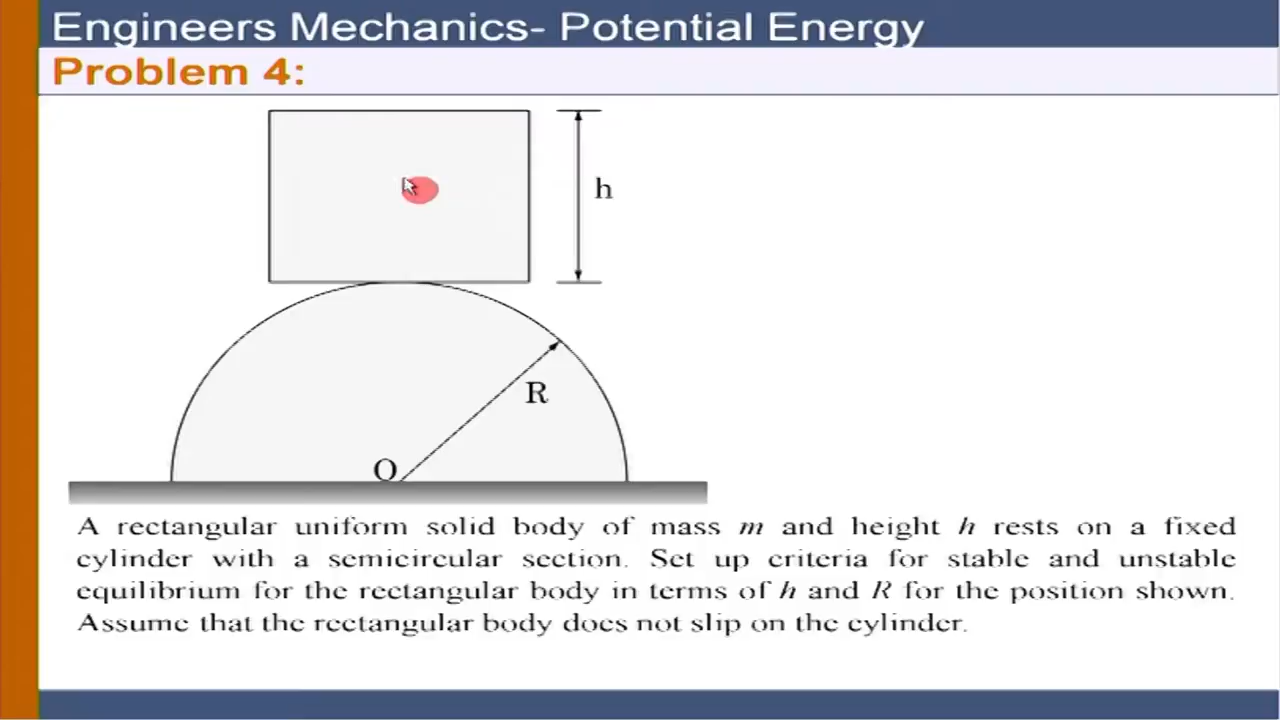 Engineers Mechanics- Potential Energy
Problem 4:
h
R
O
A rectangular uniform solid body of mass m and height h rests on a fixed
cylinder with a semicircular section. Set up criteria for stable and unstable
equilibrium for the rectangular body in terms of h and R for the position shown.
Assume that the rectangular body does not slip on the cylinder.